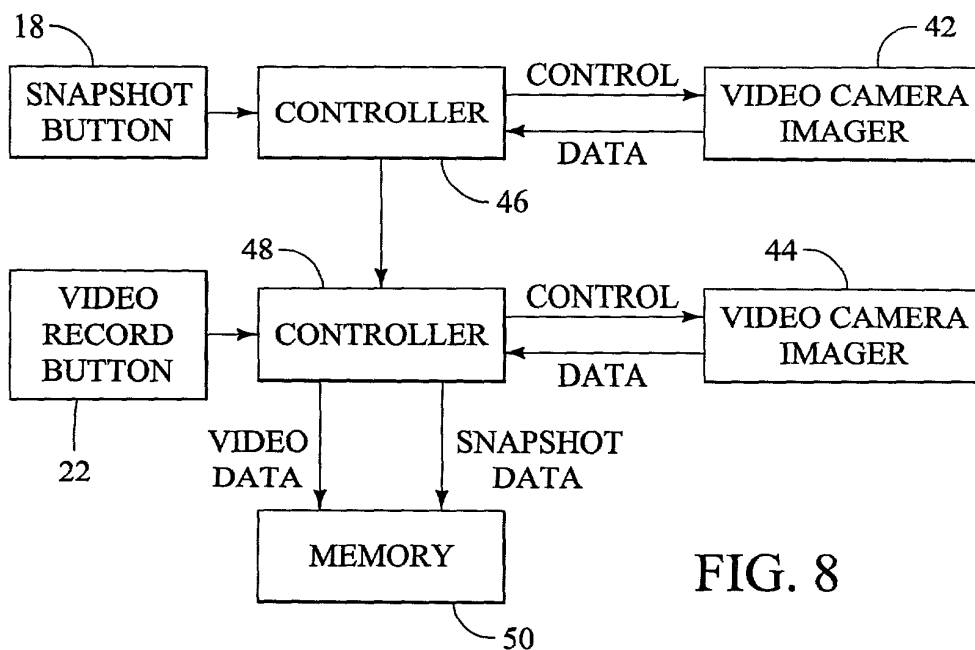 18
42
SNAPSHOT
BUTTON
CONTROLLER
CONTROL
DATA
VIDEO CAMERA
IMAGER
46
48
44
VIDEO
RECORD
BUTTON
CONTROLLER
CONTROL
DATA
VIDEO CAMERA
IMAGER
22
VIDEO
DATA
SNAPSHOT
DATA
MEMORY
50
FIG. 8